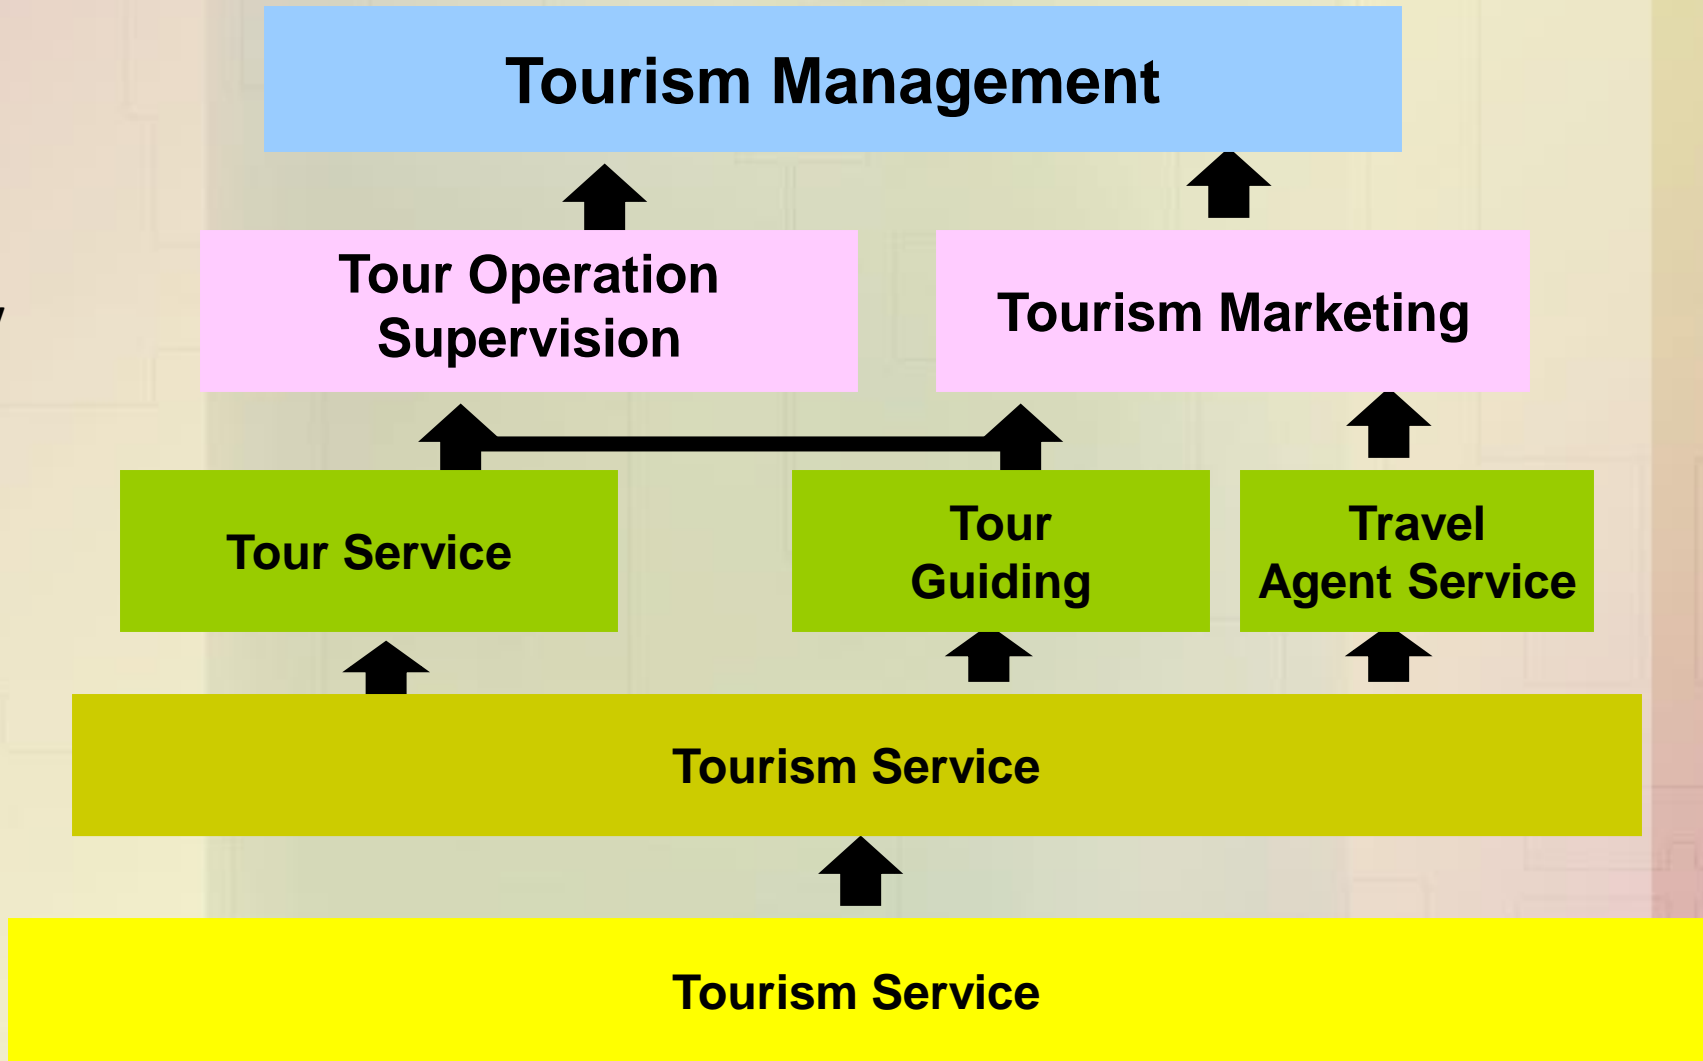 Tourism Management
Tour Operation
Supervision
Tourism Marketing
Tour Service
Tour
Guiding
Travel
Agent Service
Tourism Service
Tourism Service